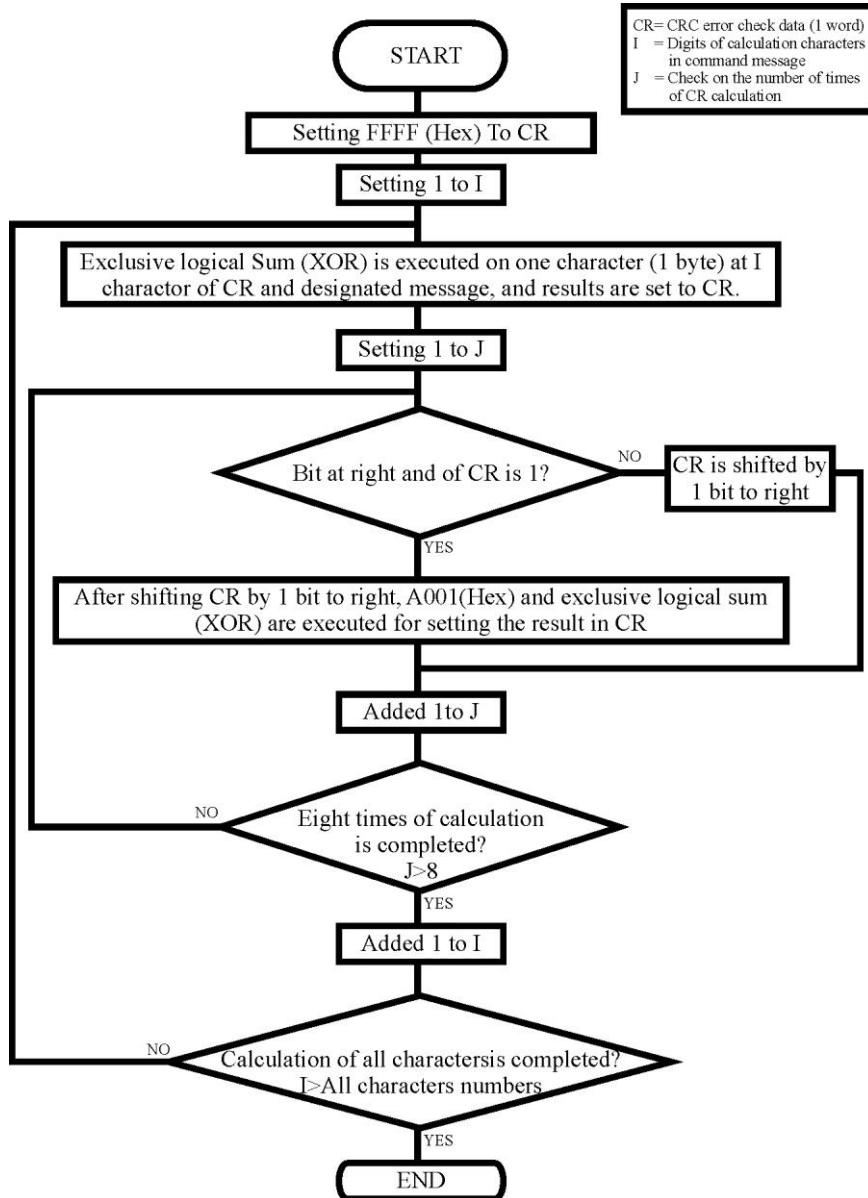 CR= CRC error check data (1 word)
I = Digits of calculation characters
in command message
J = Check on the number of times
of CR calculation
START
Setting FFFF (Hex) To CR
Setting 1 to I
Exclusive logical Sum (XOR) is executed on one character (1 byte) at I
charactor of CR and designated message, and results are set to CR.
Setting 1 to J
Bit at right and of CR is 1?
NO
CR is shifted by
1 bit to right
YES
After shifting CR by 1 bit to right, A001(Hex) and exclusive logical sum
(XOR) are executed for setting the result in CR
Added 1to J
NO
Eight times of calculation
is completed?
J>8
YES
Added 1 to I
NO
Calculation of all charactersis completed?
I>All characters numbers
YES
END